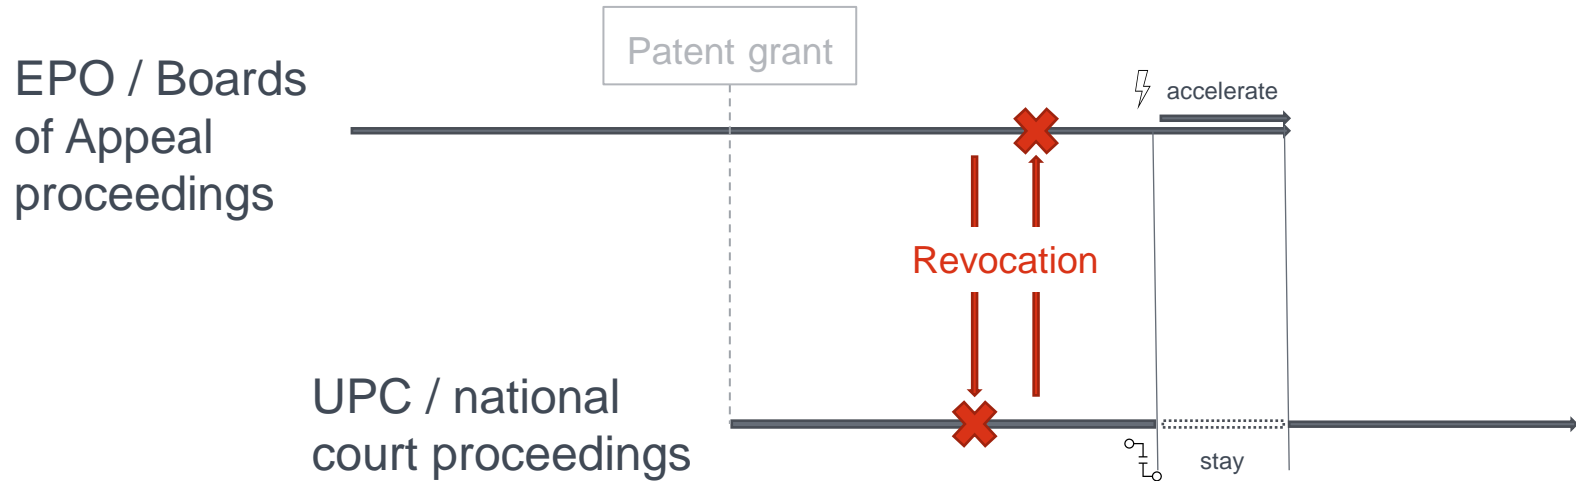 Patent grant
EPO / Boards
of Appeal
proceedings
accelerate
Revocation
UPC / national
court proceedings
stay